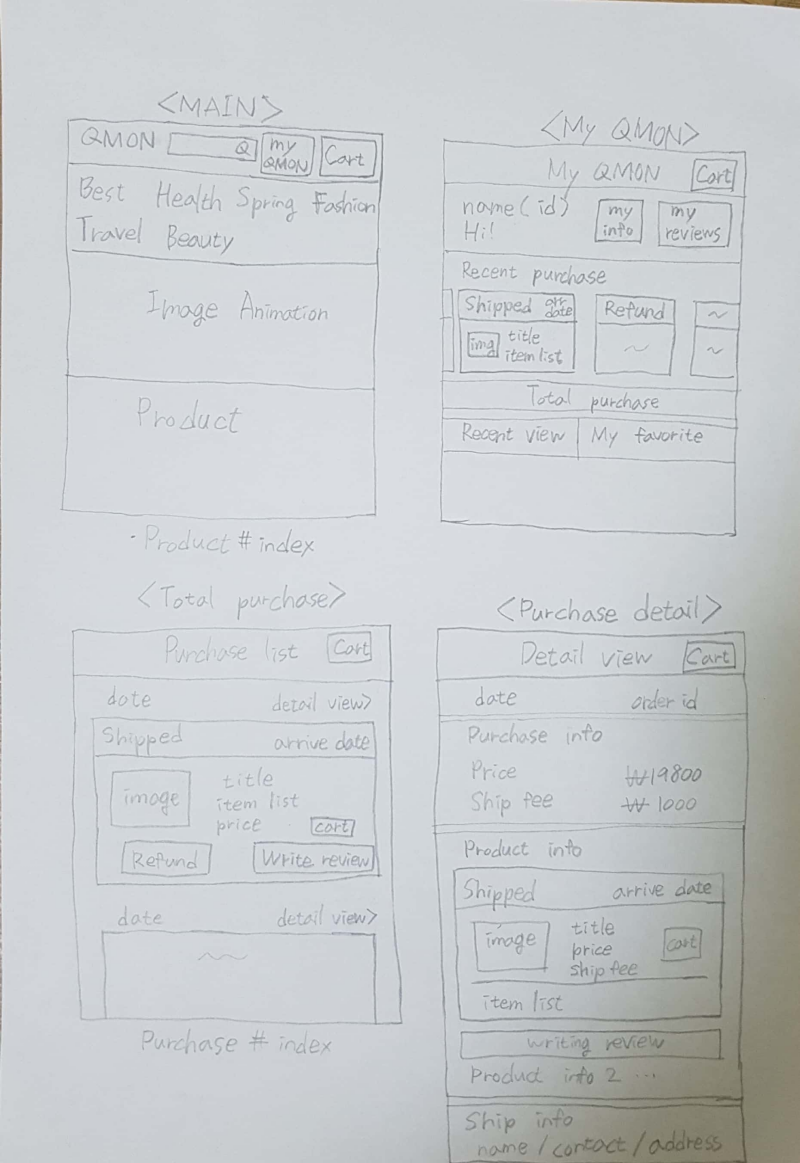 <MAIN>
QMON Q my QMON Cart
Best Health Spring Fashion
Travel Beauty
Image Animation
Product
· Product # index
<My QMON>
My QMON Cart
name (id) my info my reviews
Hi!
Recent purchase
Shipped arr date Refund ~
img title ~ ~
item list
Total purchase
Recent view My favorite
<Total purchase>
Purchase list Cart
date detail view>
Shipped arrive date
image title
item list
price cart
Refund Write review
date detail view>
~~
Purchase # index
<Purchase detail>
Detail view Cart
date order id
Purchase info
Price ₩19800
Ship fee ₩1000
Product info
Shipped arrive date
image title
price cart
ship fee
item list
writing review
Product info 2 ...
Ship info
name / contact / address